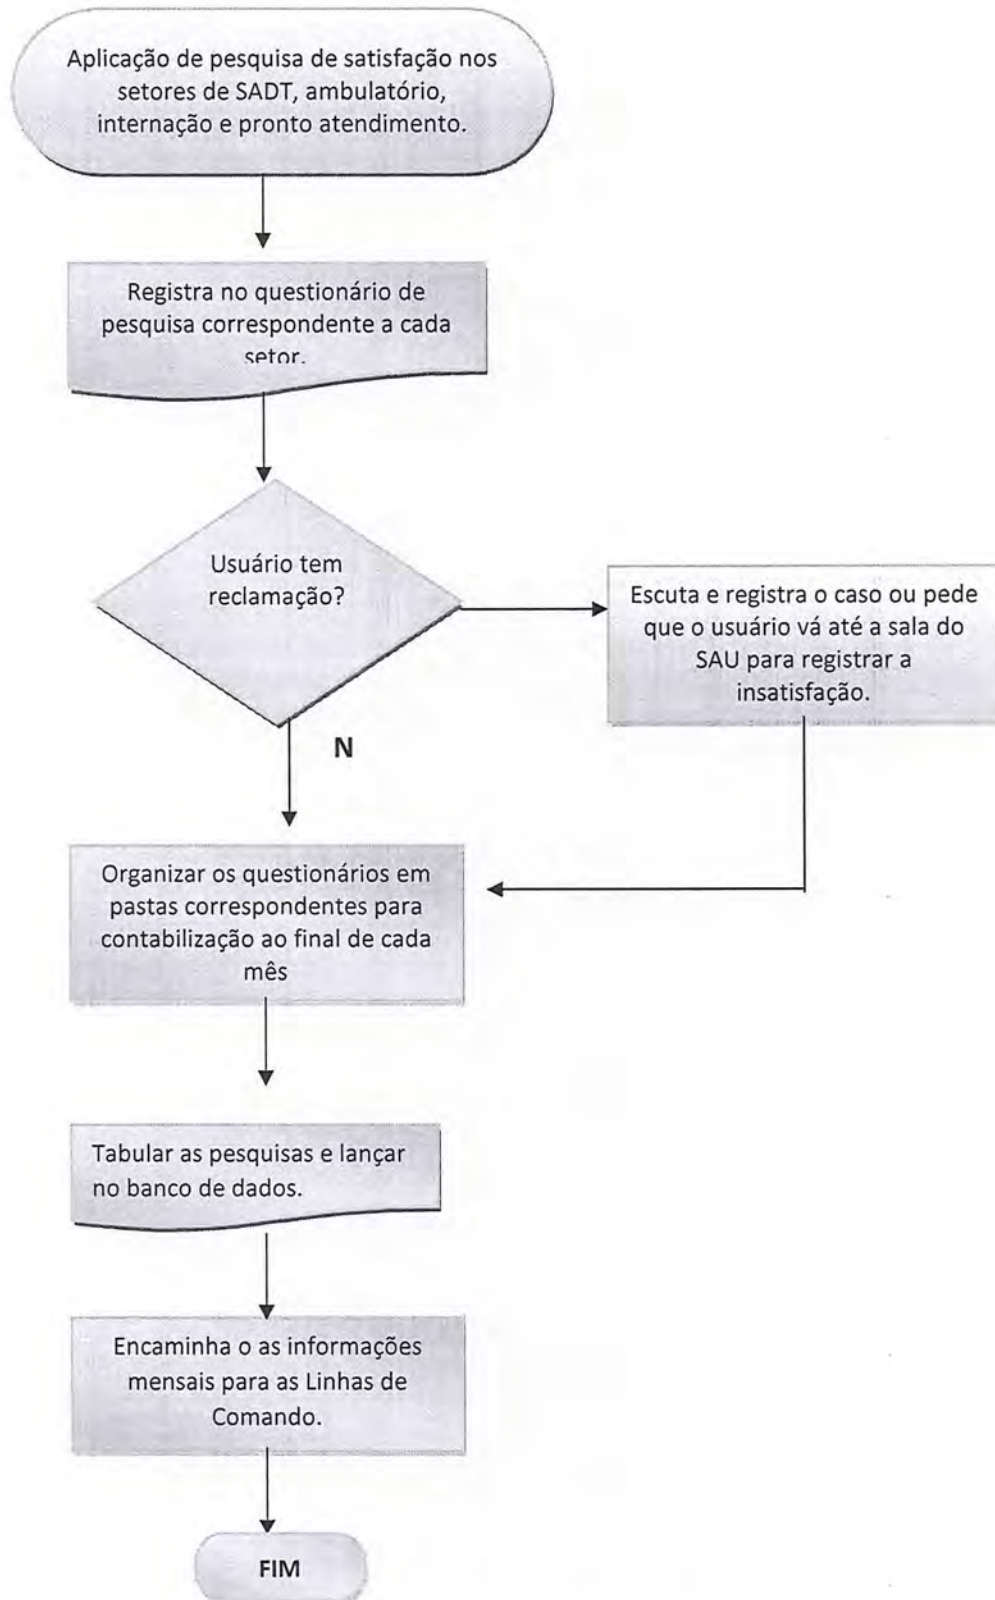 Aplicação de pesquisa de satisfação nos
setores de SADT, ambulatório,
internação e pronto atendimento.
Registra no questionário de
pesquisa correspondente a cada
setor.
Usuário tem
reclamação?
Escuta e registra o caso ou pede
que o usuário vá até a sala do
SAU para registrar a
insatisfação.
N
Organizar os questionários em
pastas correspondentes para
contabilização ao final de cada
mês
Tabular as pesquisas e lançar
no banco de dados.
Encaminha o as informações
mensais para as Linhas de
Comando.
FIM